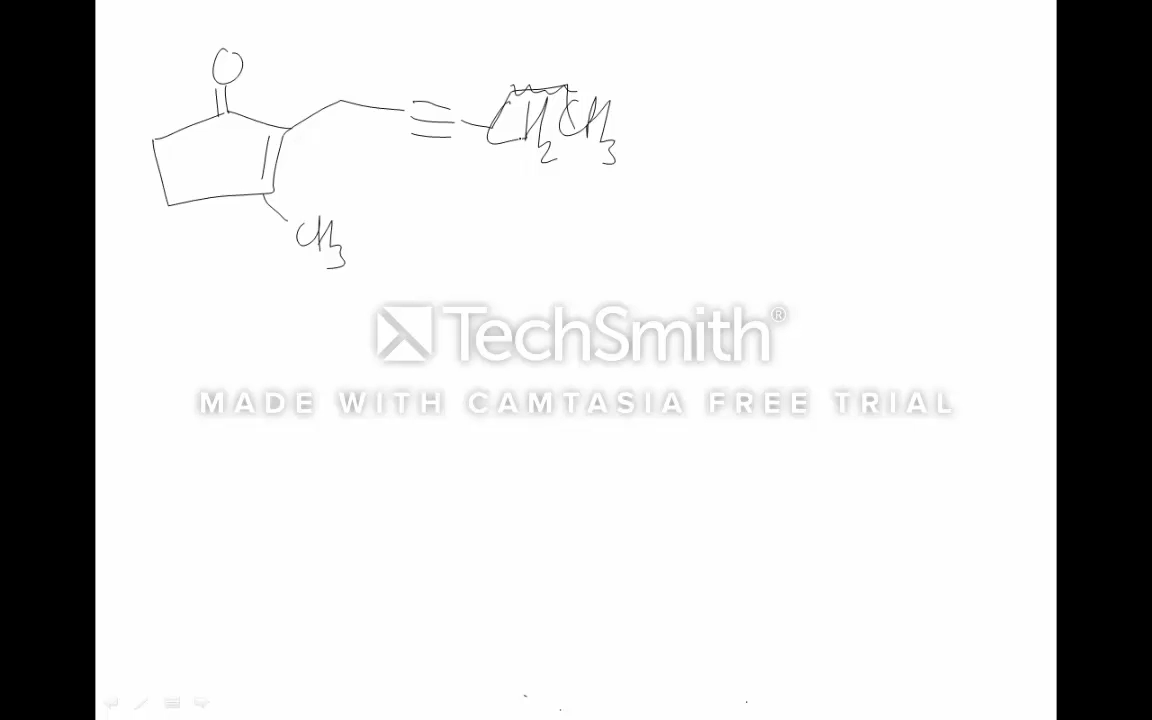 O
CH₂CH₃
CH₃
TechSmith®
MADE WITH CAMTASIA FREE TRIAL